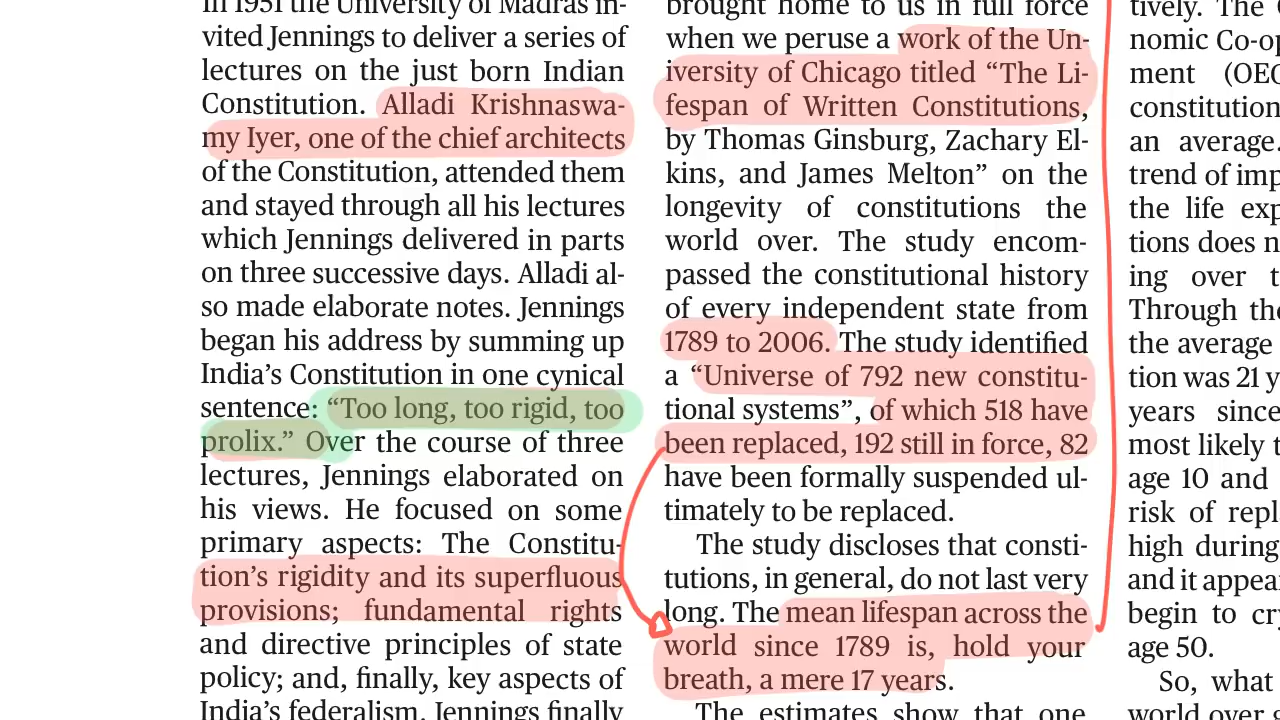 In 1951 the University of Madras in-
vited Jennings to deliver a series of
lectures on the just born Indian
Constitution. Alladi Krishnaswa-
my Iyer, one of the chief architects
of the Constitution, attended them
and stayed through all his lectures
which Jennings delivered in parts
on three successive days. Alladi al-
so made elaborate notes. Jennings
began his address by summing up
India’s Constitution in one cynical
sentence: “Too long, too rigid, too
prolix.” Over the course of three
lectures, Jennings elaborated on
his views. He focused on some
primary aspects: The Constitu-
tion’s rigidity and its superfluous
provisions; fundamental rights
and directive principles of state
policy; and, finally, key aspects of
India’s federalism. Jennings finally
brought home to us in full force
when we peruse a work of the Un-
iversity of Chicago titled “The Li-
fespan of Written Constitutions,
by Thomas Ginsburg, Zachary El-
kins, and James Melton” on the
longevity of constitutions the
world over. The study encom-
passed the constitutional history
of every independent state from
1789 to 2006. The study identified
a “Universe of 792 new constitu-
tional systems”, of which 518 have
been replaced, 192 still in force, 82
have been formally suspended ul-
timately to be replaced.
The study discloses that consti-
tutions, in general, do not last very
long. The mean lifespan across the
world since 1789 is, hold your
breath, a mere 17 years.
The estimates show that one
tively. The
nomic Co-op
ment (OEC
constitution
an average.
trend of imp
the life exp
tions does n
ing over t
Through the
the average
tion was 21 y
years since
most likely t
age 10 and
risk of repl
high during
and it appea
begin to cr
age 50.
So, what
world over